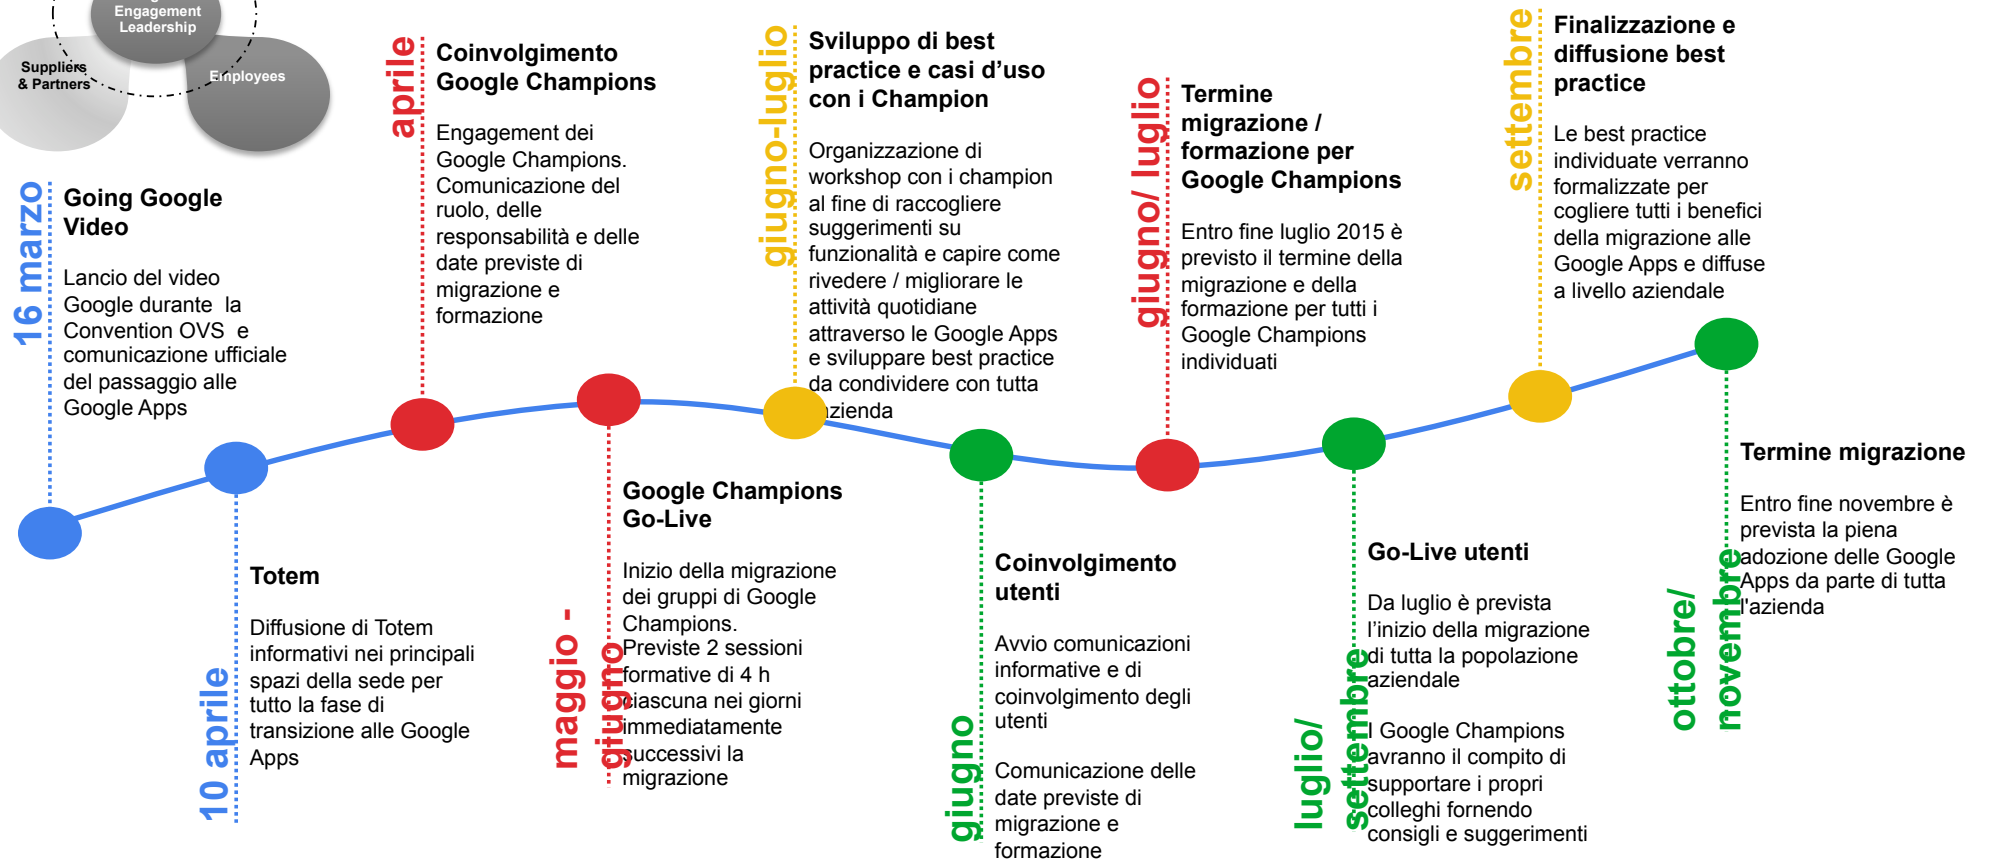 Engagement
Leadership
Suppliers
& Partners
Employees
16 marzo
Going Google
Video
Lancio del video
Google durante la
Convention OVS e
comunicazione ufficiale
del passaggio alle
Google Apps
10 aprile
Totem
Diffusione di Totem
informativi nei principali
spazi della sede per
tutto la fase di
transizione alle Google
Apps
aprile
Coinvolgimento
Google Champions
Engagement dei
Google Champions.
Comunicazione del
ruolo, delle
responsabilità e delle
date previste di
migrazione e
formazione
maggio -
giugno
Google Champions
Go-Live
Inizio della migrazione
dei gruppi di Google
Champions.
Previste 2 sessioni
formative di 4 h
ciascuna nei giorni
immediatamente
successivi la
migrazione
giugno-luglio
Sviluppo di best
practice e casi d’uso
con i Champion
Organizzazione di
workshop con i champion
al fine di raccogliere
suggerimenti su
funzionalità e capire come
rivedere / migliorare le
attività quotidiane
attraverso le Google Apps
e sviluppare best practice
da condividere con tutta
azienda
giugno
Coinvolgimento
utenti
Avvio comunicazioni
informative e di
coinvolgimento degli
utenti
Comunicazione delle
date previste di
migrazione e
formazione
giugno/ luglio
Termine
migrazione /
formazione per
Google Champions
Entro fine luglio 2015 è
previsto il termine della
migrazione e della
formazione per tutti i
Google Champions
individuati
luglio/
settembre
Go-Live utenti
Da luglio è prevista
l’inizio della migrazione
di tutta la popolazione
aziendale
I Google Champions
avranno il compito di
supportare i propri
colleghi fornendo
consigli e suggerimenti
settembre
Finalizzazione e
diffusione best
practice
Le best practice
individuate verranno
formalizzate per
cogliere tutti i benefici
della migrazione alle
Google Apps e diffuse
a livello aziendale
ottobre/
novembre
Termine migrazione
Entro fine novembre è
prevista la piena
adozione delle Google
Apps da parte di tutta
l'azienda